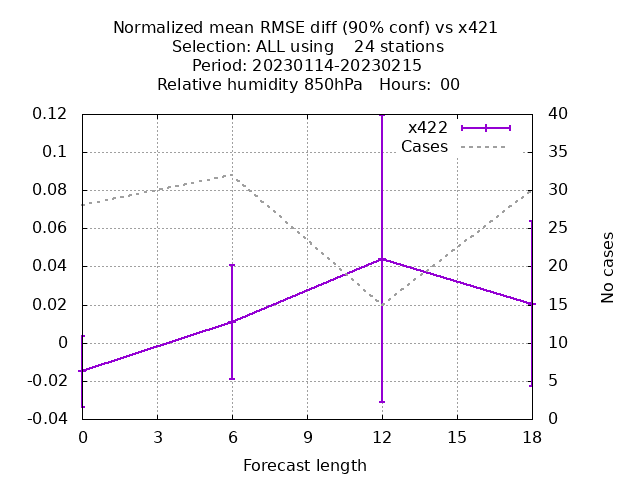 Normalized mean RMSE diff (90% conf) vs x421
Selection: ALL using    24 stations
Period: 20230114-20230215
Relative humidity 850hPa   Hours: 00
0.12
0.1
0.08
0.06
0.04
0.02
0
-0.02
-0.04
x422
Cases
40
35
30
25
20
15
10
5
0
No cases
0 3 6 9 12 15 18
Forecast length